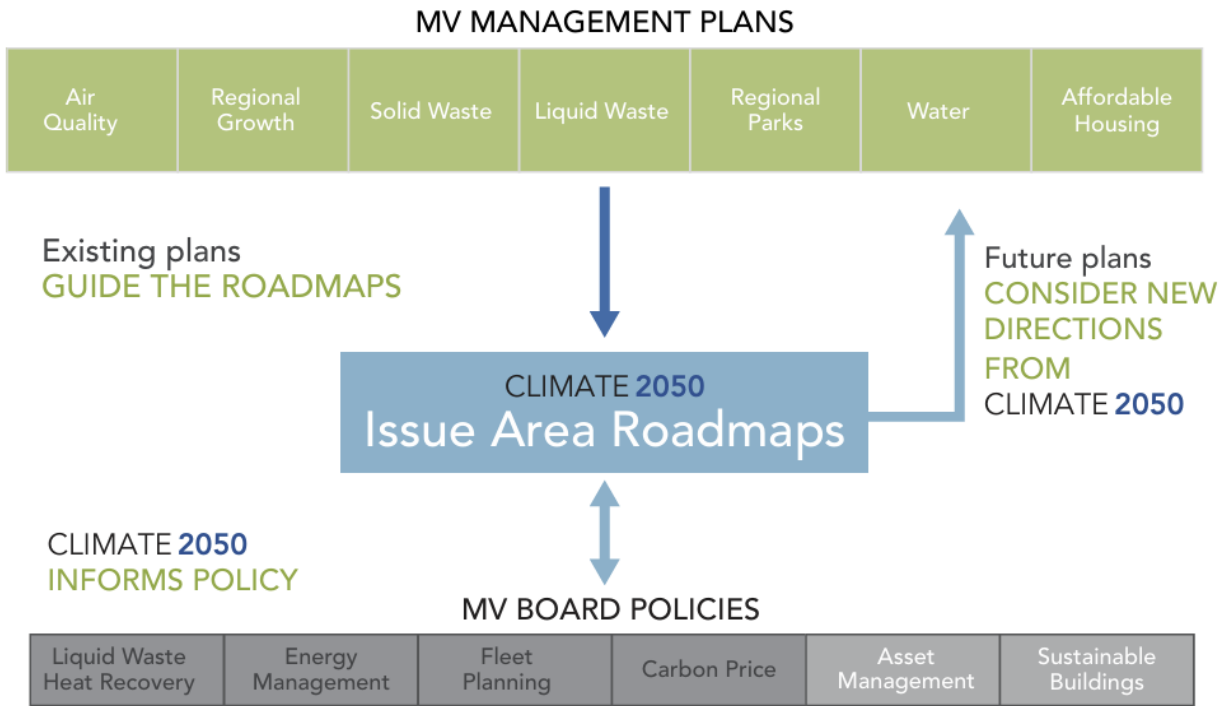 MV MANAGEMENT PLANS
Air
Quality
Regional
Growth
Solid Waste
Liquid Waste
Regional
Parks
Water
Affordable
Housing
Existing plans
GUIDE THE ROADMAPS
Future plans
CONSIDER NEW
DIRECTIONS
FROM
CLIMATE 2050
CLIMATE 2050
Issue Area Roadmaps
CLIMATE 2050
INFORMS POLICY
MV BOARD POLICIES
Liquid Waste
Heat Recovery
Energy
Management
Fleet
Planning
Carbon Price
Asset
Management
Sustainable
Buildings